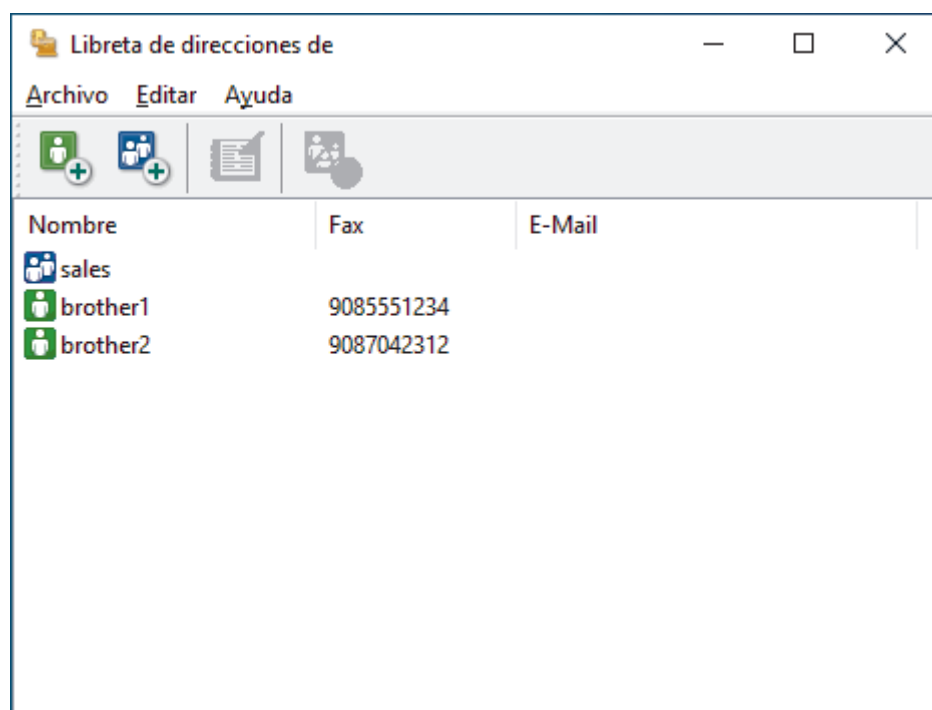 Libreta de direcciones de
Archivo Editar Ayuda
Nombre Fax E-Mail
sales
brother1 9085551234
brother2 9087042312